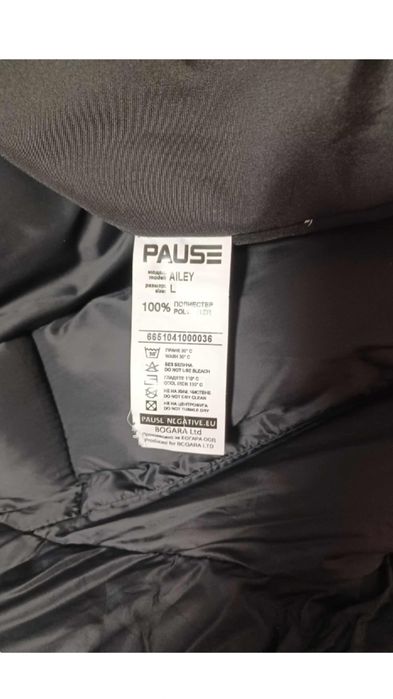 PAUSE
модел:
model: AILEY
размер:
size: L
100% ПОЛИЕСТЕР
6651041000036
ПРАНЕ 30° C
WASH 30° C
БЕЗ БЕЛИНА
DO NOT USE BLEACH
ГЛАДЕТЕ 110° C
COOL IRON 110° C
НЕ НА ХИМ. ЧИСТЕНЕ
DO NOT DRY CLEAN
НЕ НА ЦЕНТРОФУГА
DO NOT TUMBLE DRY
PAUSE NEGATIVE.EU
BOGARA Ltd
Произведено за БОГАРА ООД
Produced for BOGARA LTD